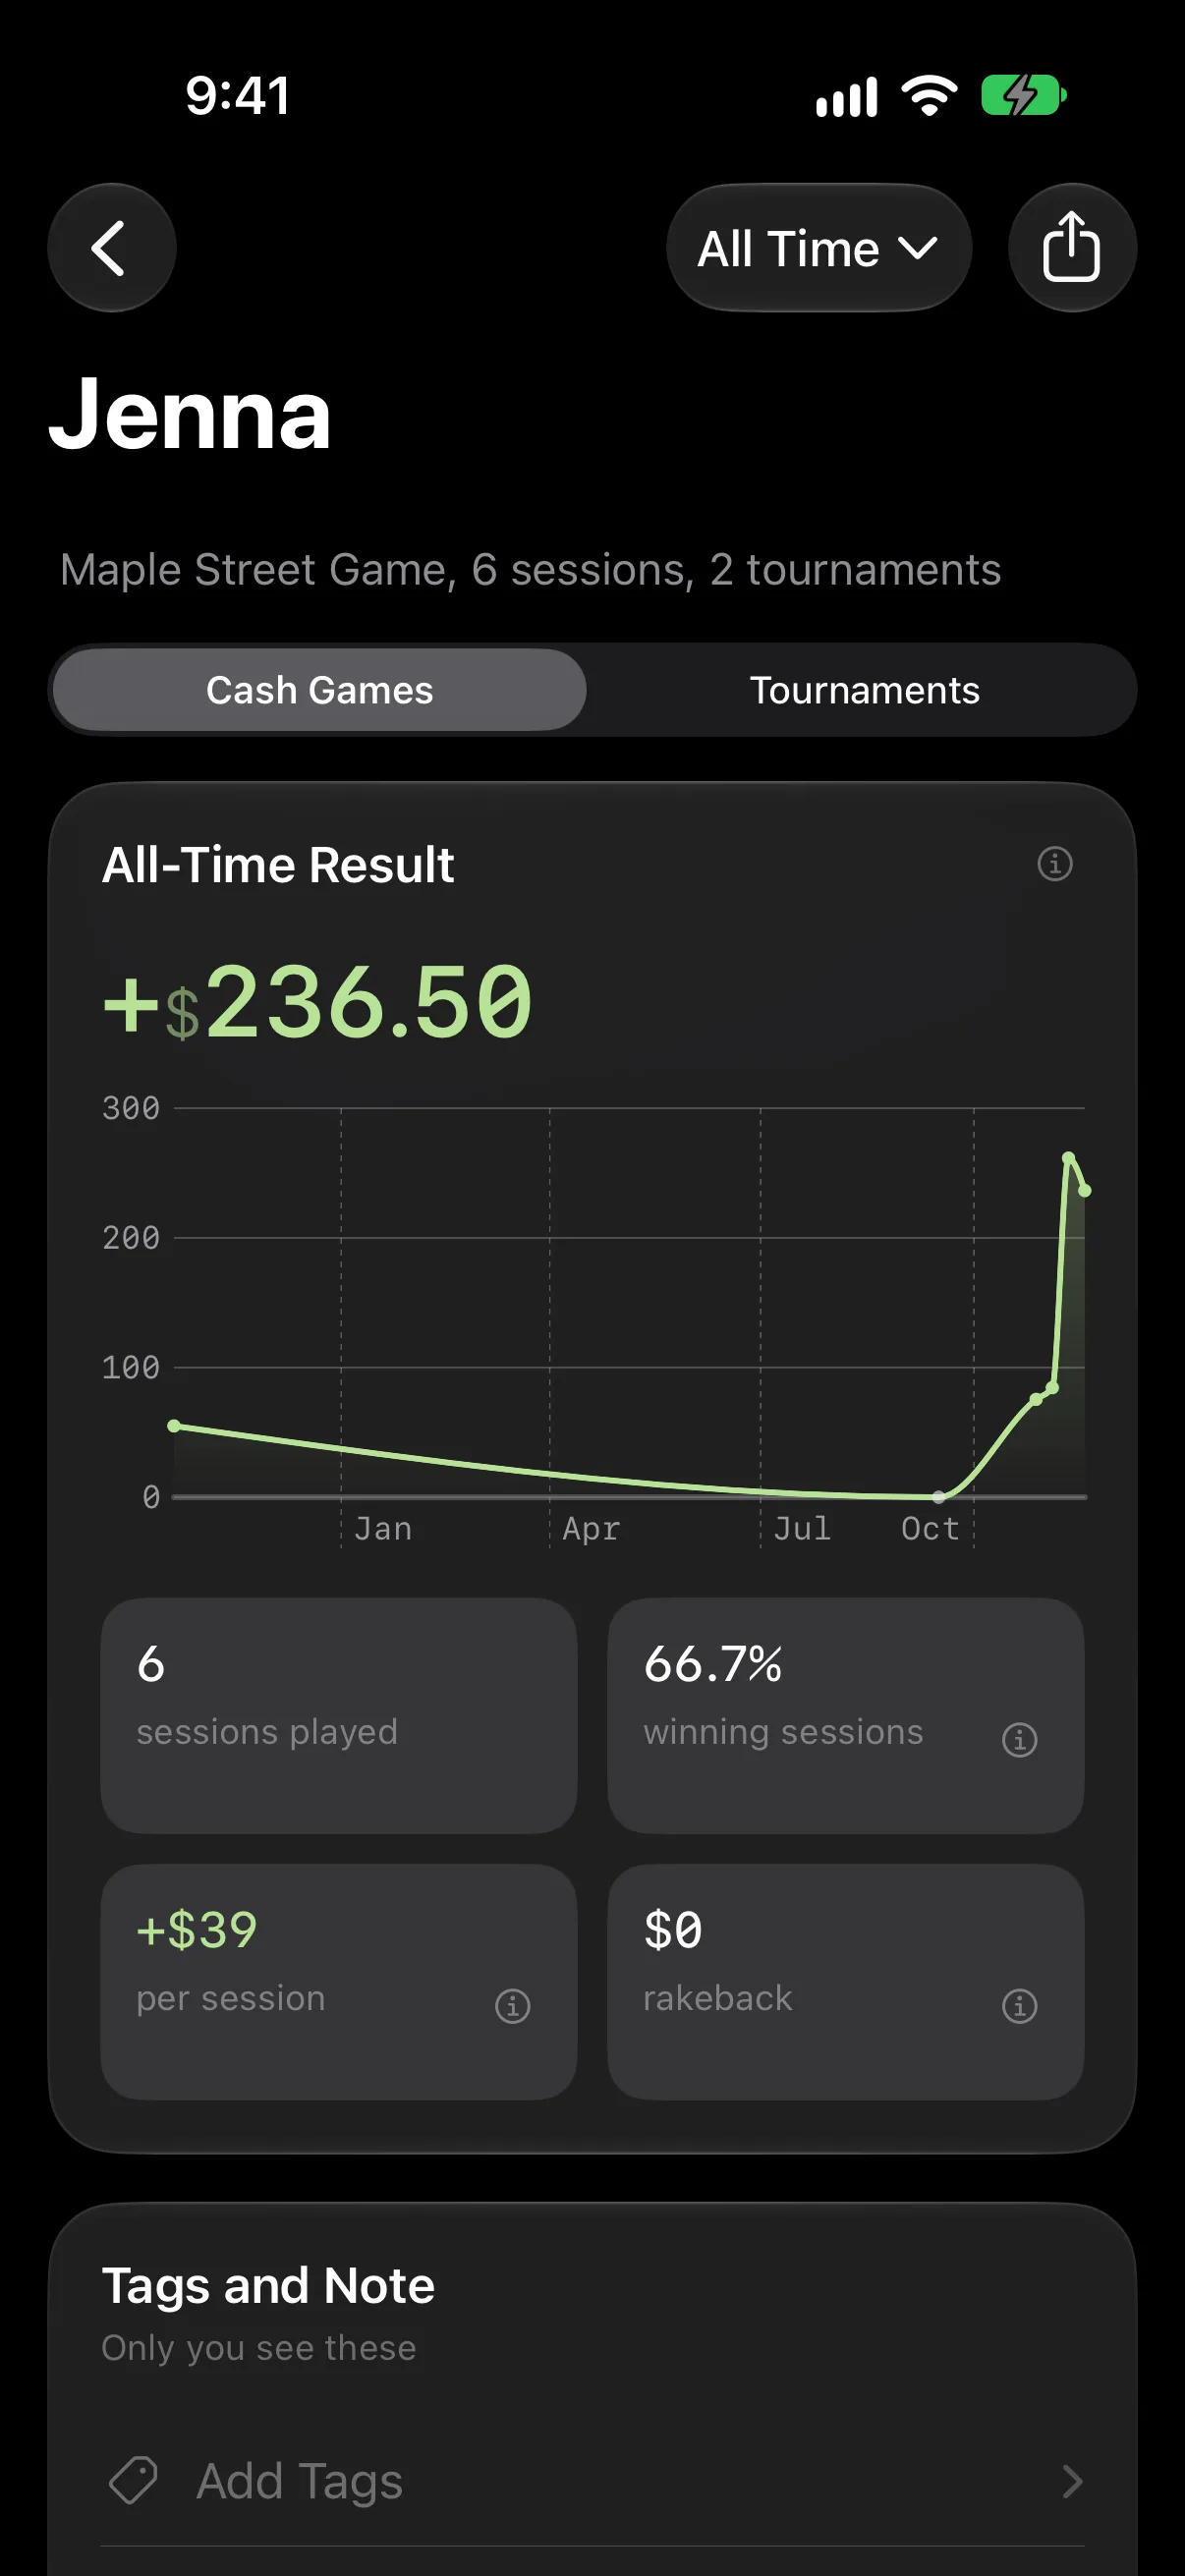 9:41
All Time
Jenna
Maple Street Game, 6 sessions, 2 tournaments
Cash Games Tournaments
All-Time Result
+$236.50
300
200
100
0
Jan Apr Jul Oct
6 66.7%
sessions played winning sessions
+$39 $0
per session rakeback
Tags and Note
Only you see these
Add Tags